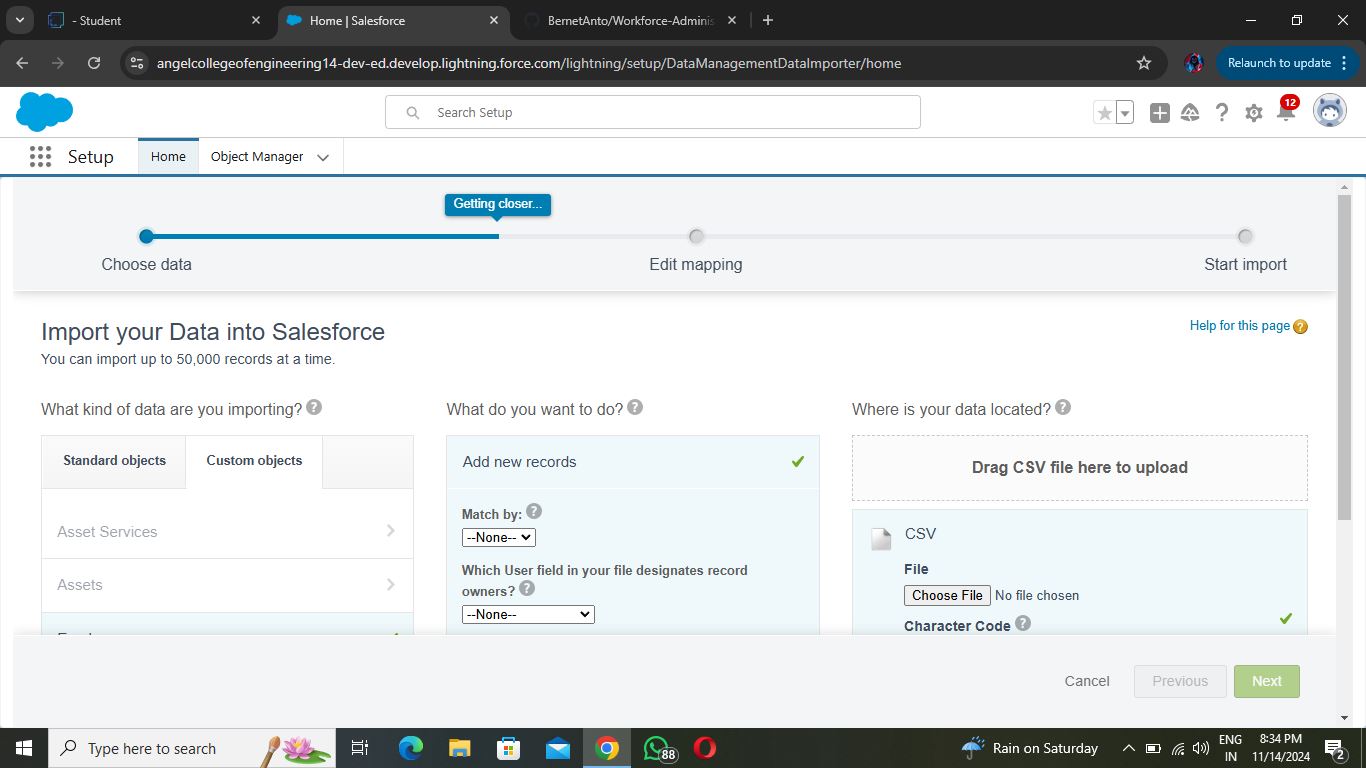 - Student
Home | Salesforce
BernetAnto/Workforce-Adminis
angelcollegeofengineering14-dev-ed.develop.lightning.force.com/lightning/setup/DataManagementDataImporter/home
Relaunch to update
Search Setup
12
Setup
Home
Object Manager
Getting closer...
Choose data
Edit mapping
Start import
Import your Data into Salesforce
Help for this page ?
You can import up to 50,000 records at a time.
What kind of data are you importing? ?
What do you want to do? ?
Where is your data located? ?
Standard objects
Custom objects
Asset Services
Assets
Add new records
Match by: ?
--None--
Which User field in your file designates record
owners? ?
--None--
Drag CSV file here to upload
CSV
File
Choose File No file chosen
Character Code ?
Cancel
Previous
Next
Type here to search
88
Rain on Saturday
ENG
IN
8:34 PM
11/14/2024
2